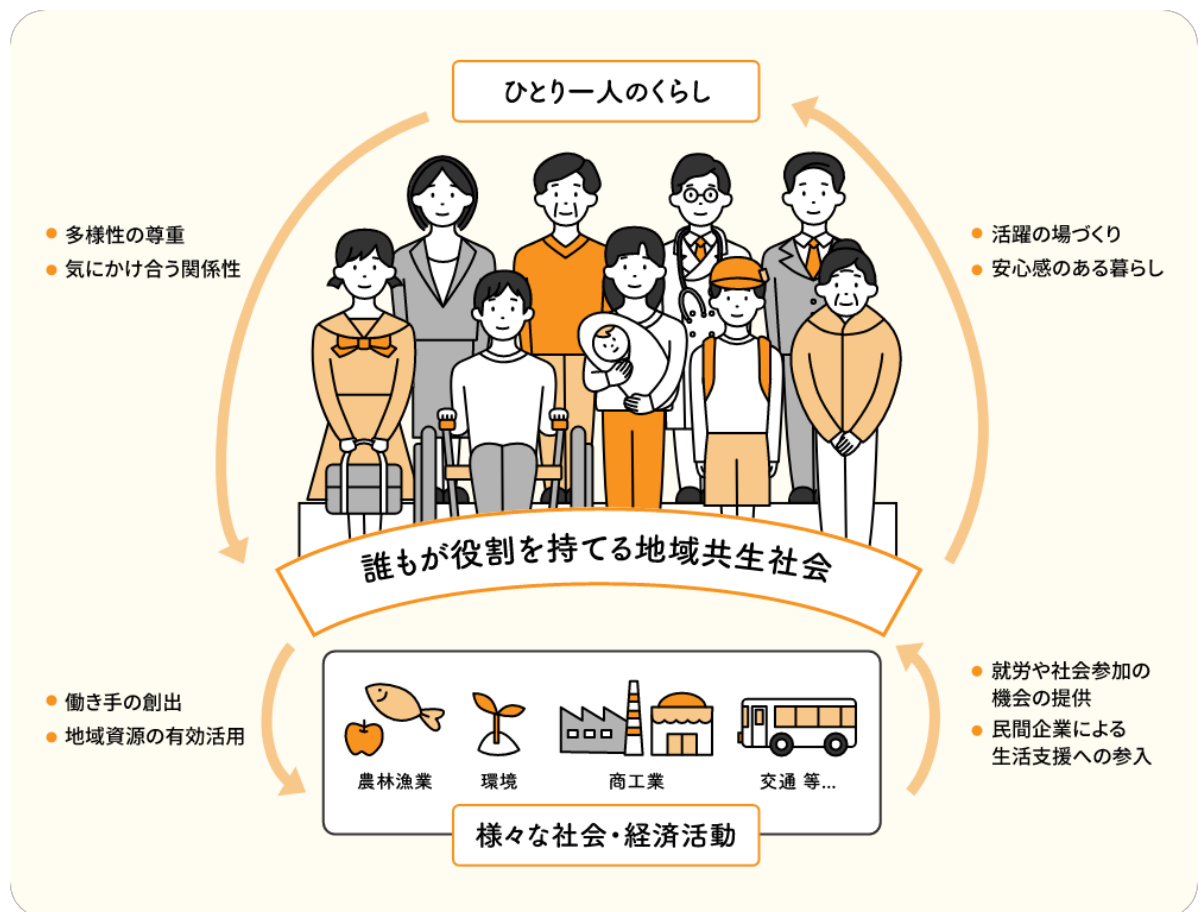 ひとり一人のくらし
多様性の尊重
気にかけ合う関係性
活躍の場づくり
安心感のある暮らし
誰もが役割を持てる地域共生社会
働き手の創出
地域資源の有効活用
就労や社会参加の
機会の提供
民間企業による
生活支援への参入
農林漁業
環境
商工業
交通 等...
様々な社会・経済活動